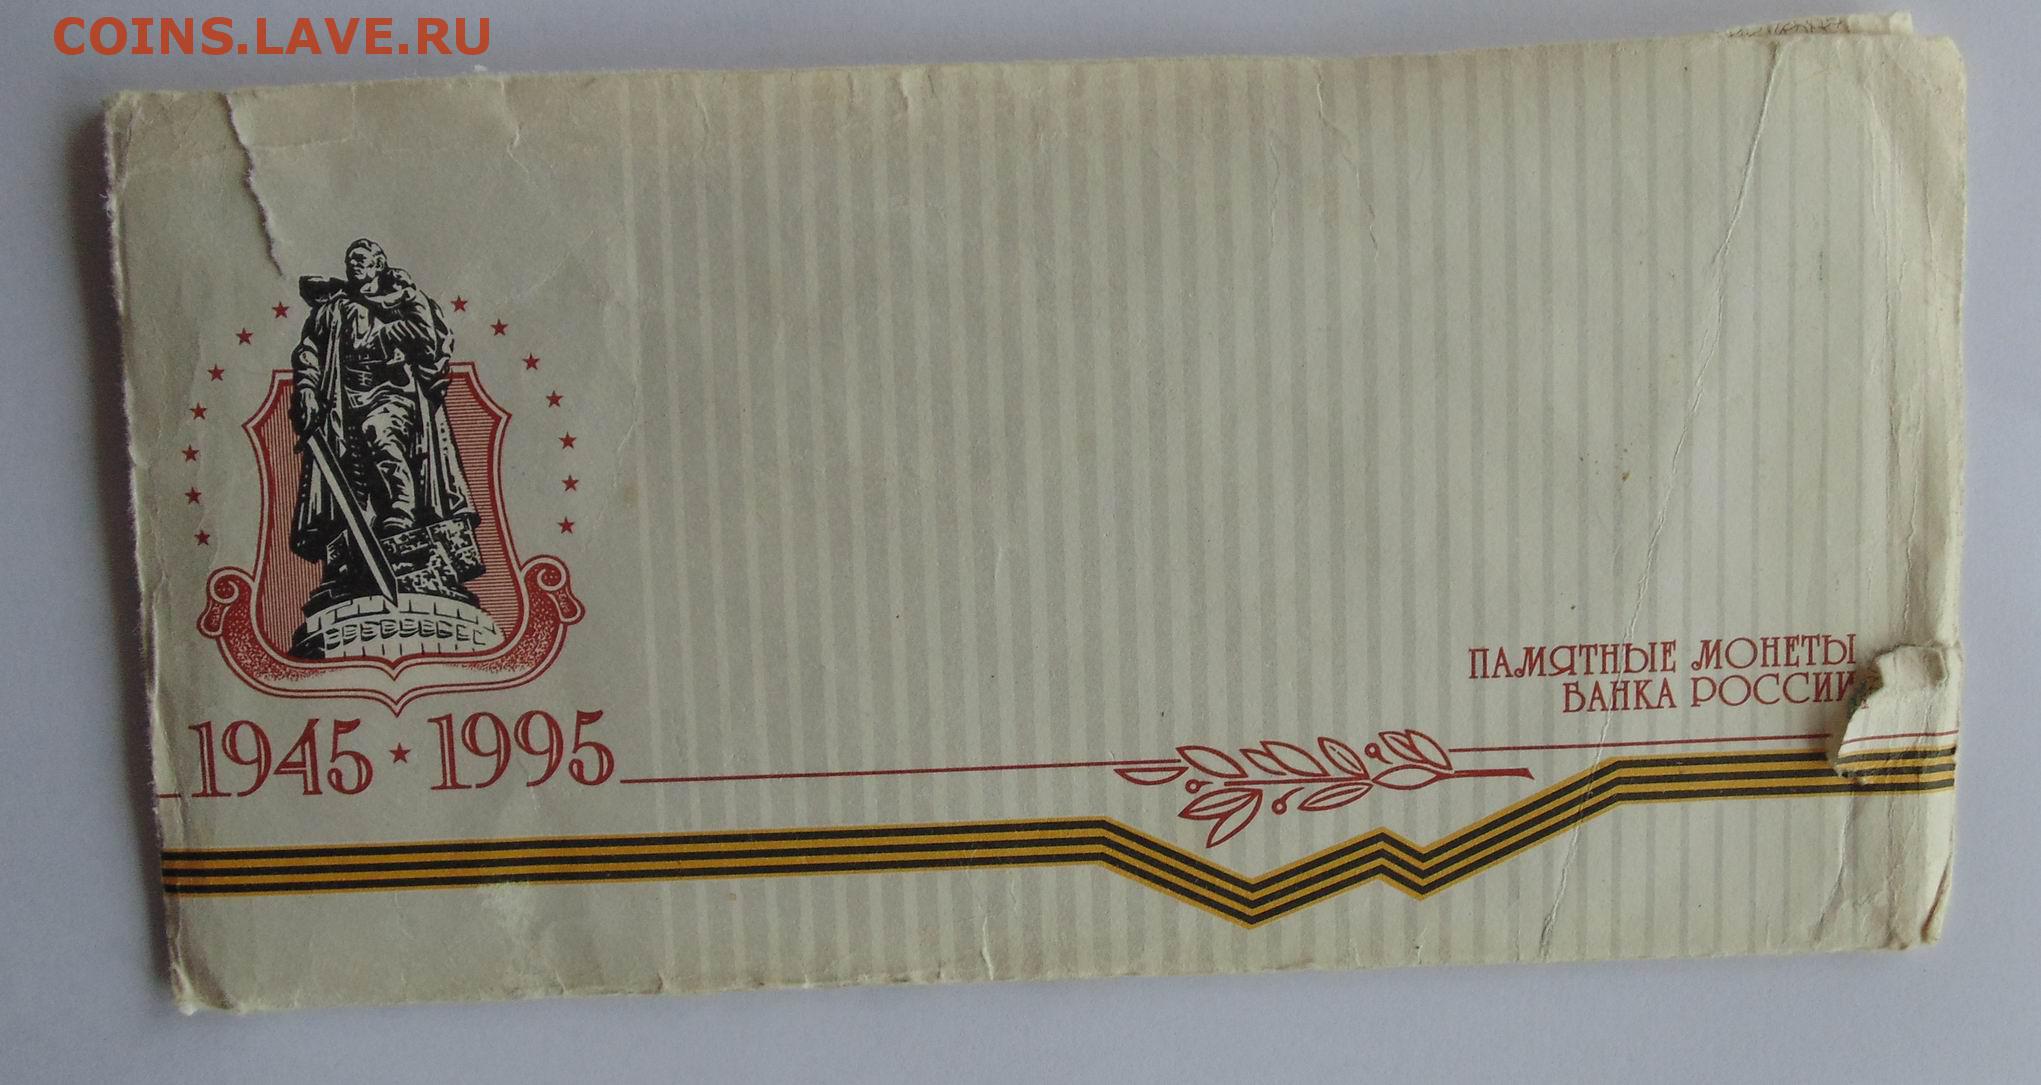 COINS.LAVE.RU
1945 ★ 1995
ПАМЯТНЫЕ МОНЕТЫ
БАНКА РОССИИ